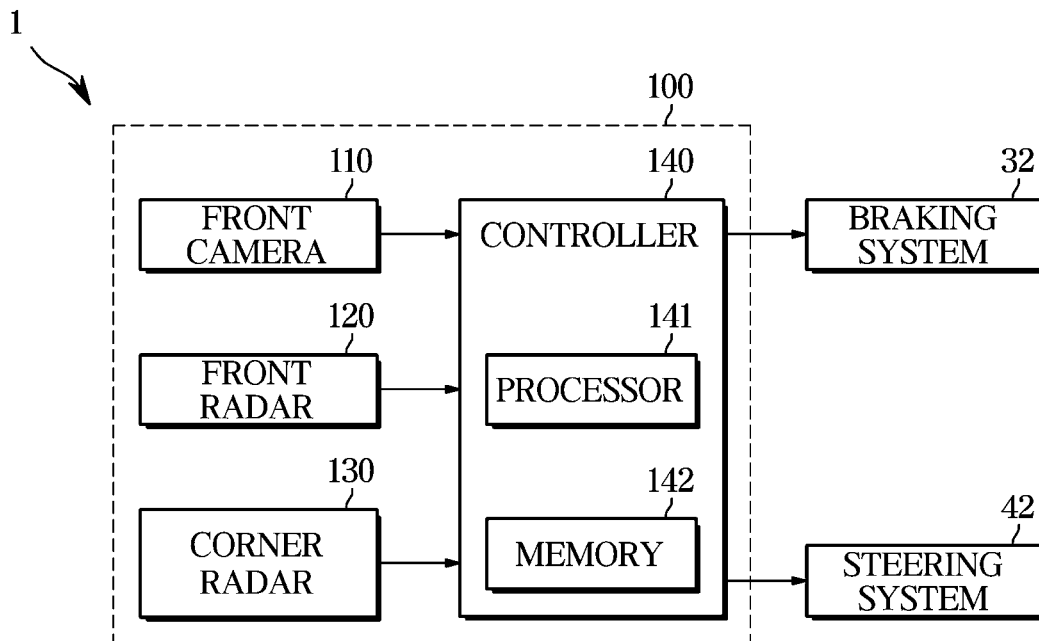 1
100
110
140
32
FRONT
CAMERA
CONTROLLER
BRAKING
SYSTEM
120
141
FRONT
RADAR
PROCESSOR
130
142
42
CORNER
RADAR
MEMORY
STEERING
SYSTEM